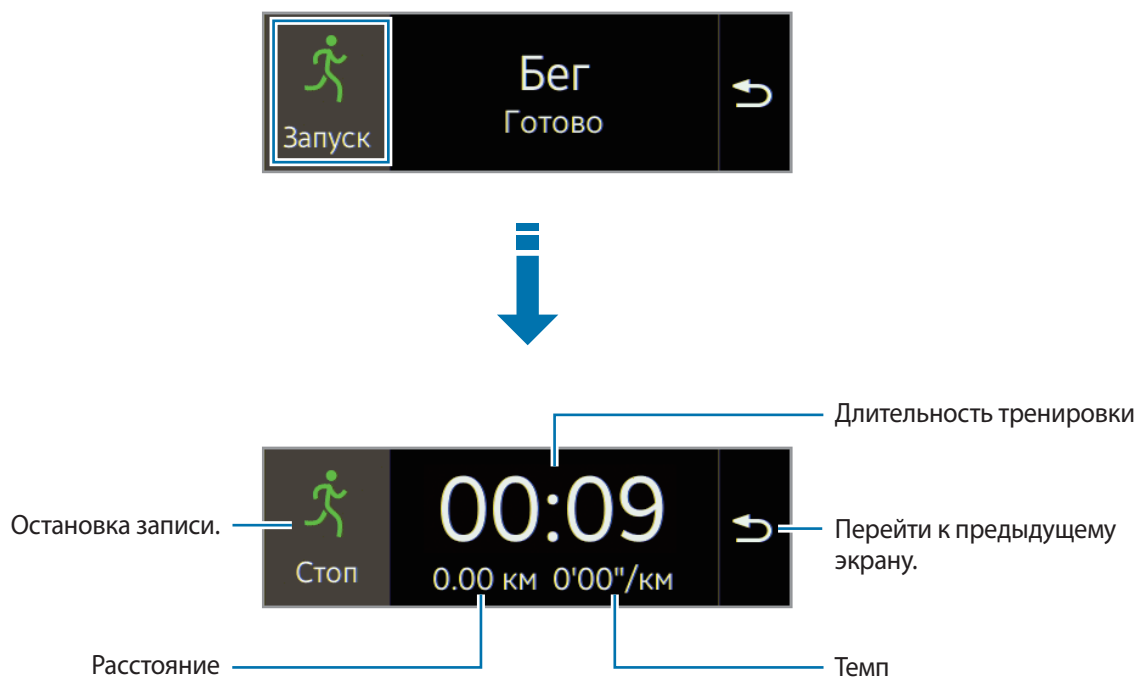 Запуск
Бег
Готово
Длительность тренировки
Остановка записи.
Стоп
00:09
0.00 км 0'00"/км
Перейти к предыдущему
экрану.
Расстояние
Темп